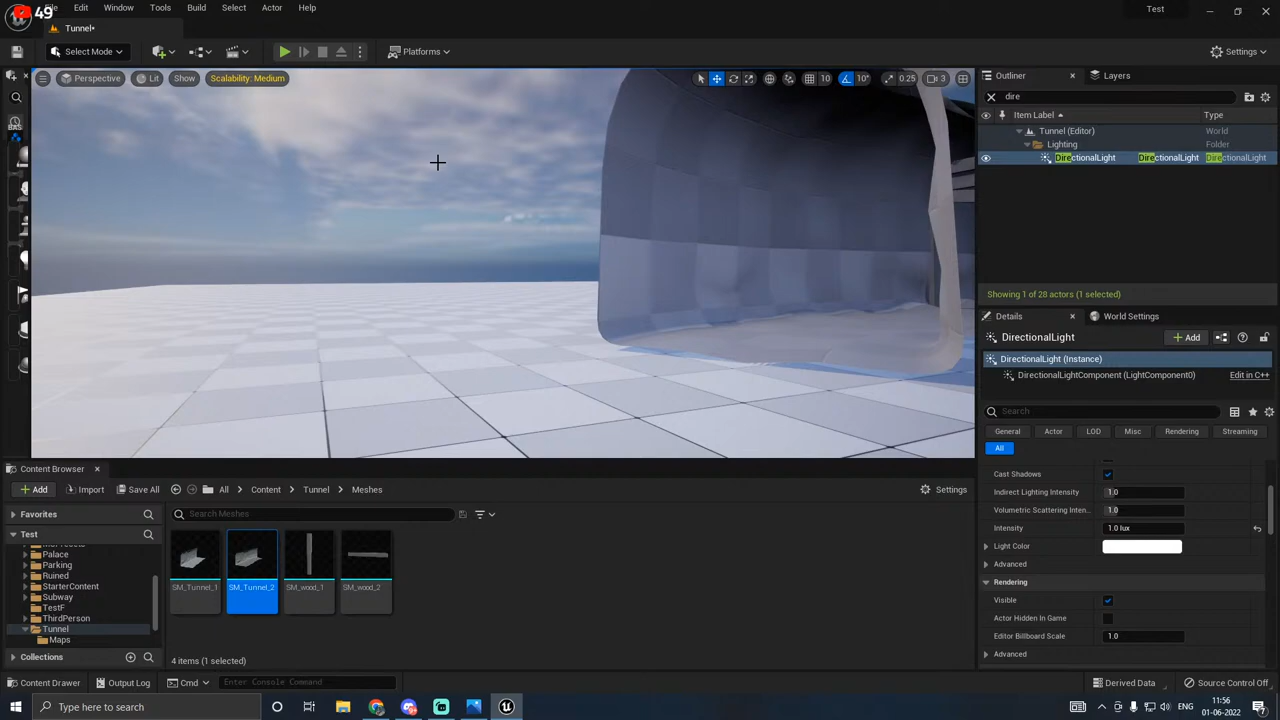 49
File Edit Window Tools Build Select Actor Help
Test
Tunnel*
Select Mode
Platforms
Settings
Perspective Lit Show Scalability: Medium
10 10° 0.25 3
Outliner Layers
dire
Item Label Type
Tunnel (Editor) World
Lighting Folder
DirectionalLight DirectionalLight DirectionalLight
BAS
Showing 1 of 28 actors (1 selected)
Details World Settings
DirectionalLight
Add
DirectionalLight (Instance)
DirectionalLightComponent (LightComponent0) Edit in C++
Search
General Actor LOD Misc Rendering Streaming
All
Cast Shadows
Indirect Lighting Intensity 1.0
Volumetric Scattering Inten... 1.0
Intensity 1.0 lux
Light Color
Advanced
Rendering
Visible
Actor Hidden In Game
Editor Billboard Scale 1.0
Advanced
Content Browser
Add Import Save All All Content Tunnel Meshes Settings
Favorites
Search Meshes
Test
Palace
Parking
Ruined
StarterContent
Subway
TestF
ThirdPerson
Tunnel
Maps
Collections
SM_Tunnel_1 SM_Tunnel_2 SM_wood_1 SM_wood_2
4 items (1 selected)
Content Drawer Output Log Cmd Enter Console Command
Derived Data Source Control Off
Type here to search
11:56
01-06-2022